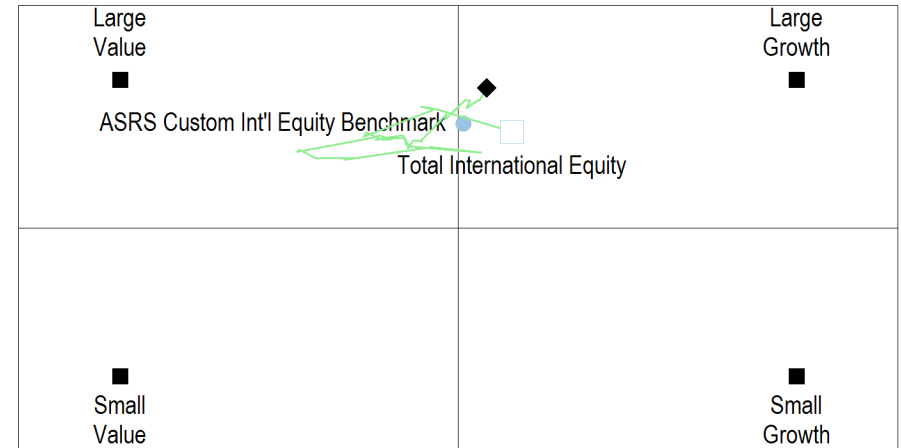 Large
Value
Large
Growth
ASRS Custom Int'l Equity Benchmark
Total International Equity
Small
Value
Small
Growth